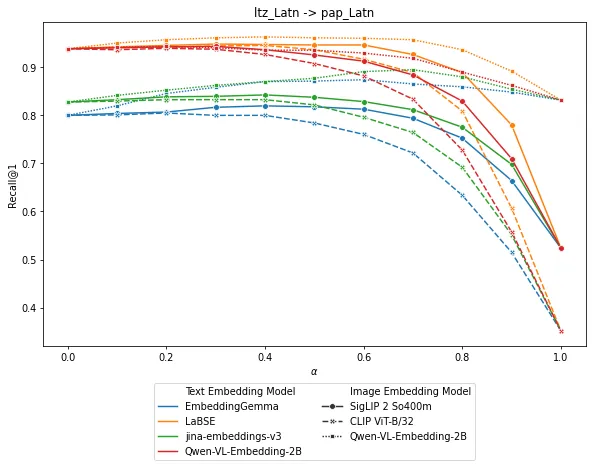 ltz_Latn -> pap_Latn
Recall@1
0.9
0.8
0.7
0.6
0.5
0.4
0.0 0.2 0.4 0.6 0.8 1.0
α
Text Embedding Model Image Embedding Model
EmbeddingGemma SigLIP 2 So400m
LaBSE CLIP ViT-B/32
jina-embeddings-v3 Qwen-VL-Embedding-2B
Qwen-VL-Embedding-2B